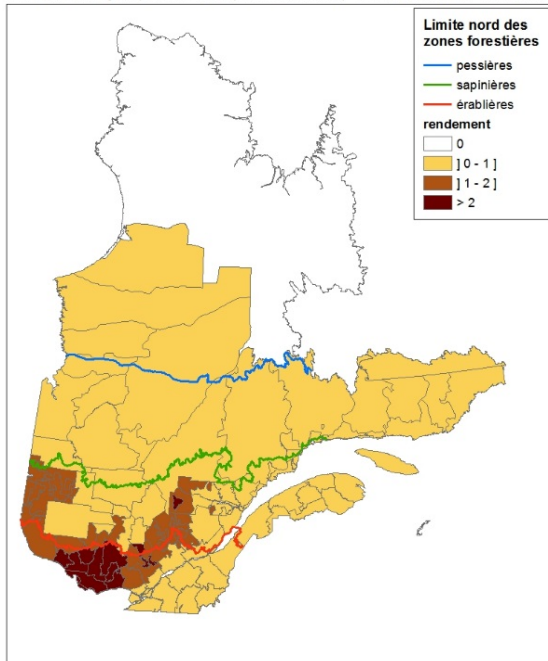 Limite nord des
zones forestières
pessières
sapinières
érablières
rendement
0
] 0 - 1 ]
] 1 - 2 ]
> 2